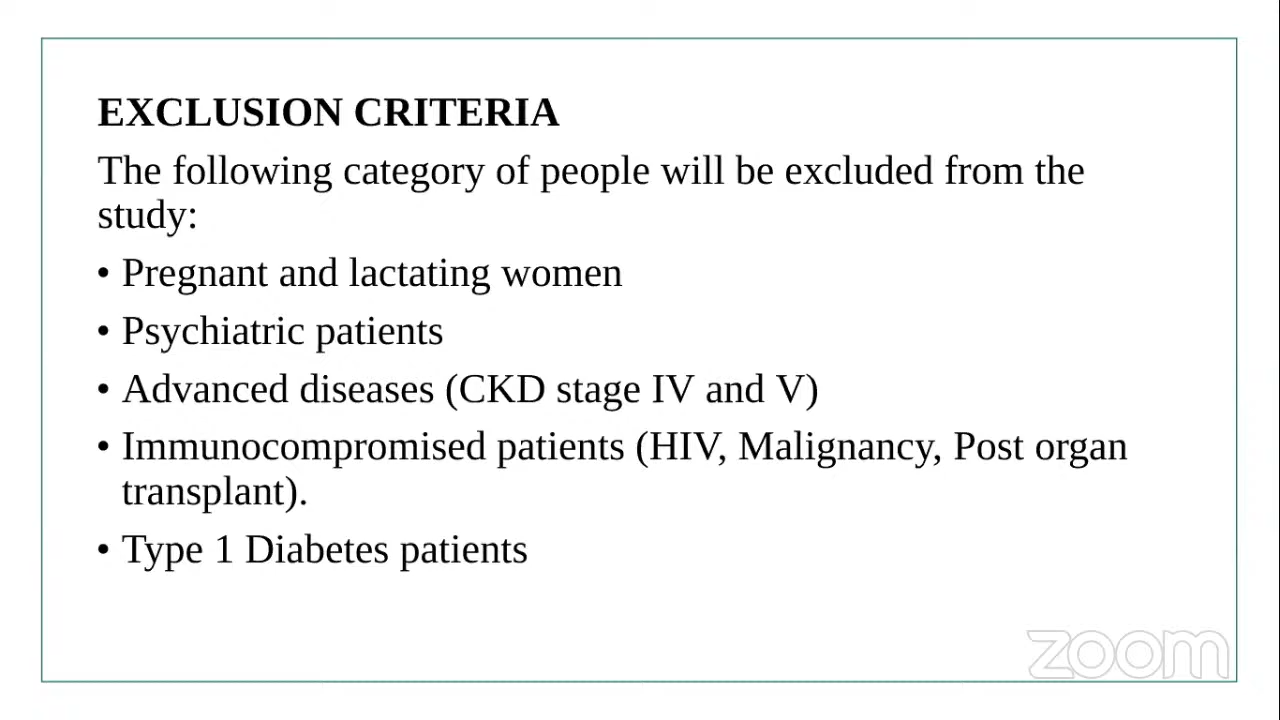 EXCLUSION CRITERIA
The following category of people will be excluded from the
study:
• Pregnant and lactating women
• Psychiatric patients
• Advanced diseases (CKD stage IV and V)
• Immunocompromised patients (HIV, Malignancy, Post organ
transplant).
• Type 1 Diabetes patients
zoom